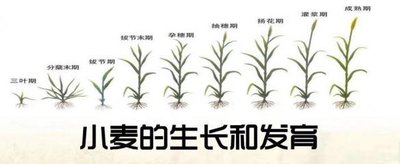 三叶期
分蘖末期
拔节期
拔节末期
孕穗期
抽穗期
扬花期
灌浆期
成熟期
小麦的生长和发育